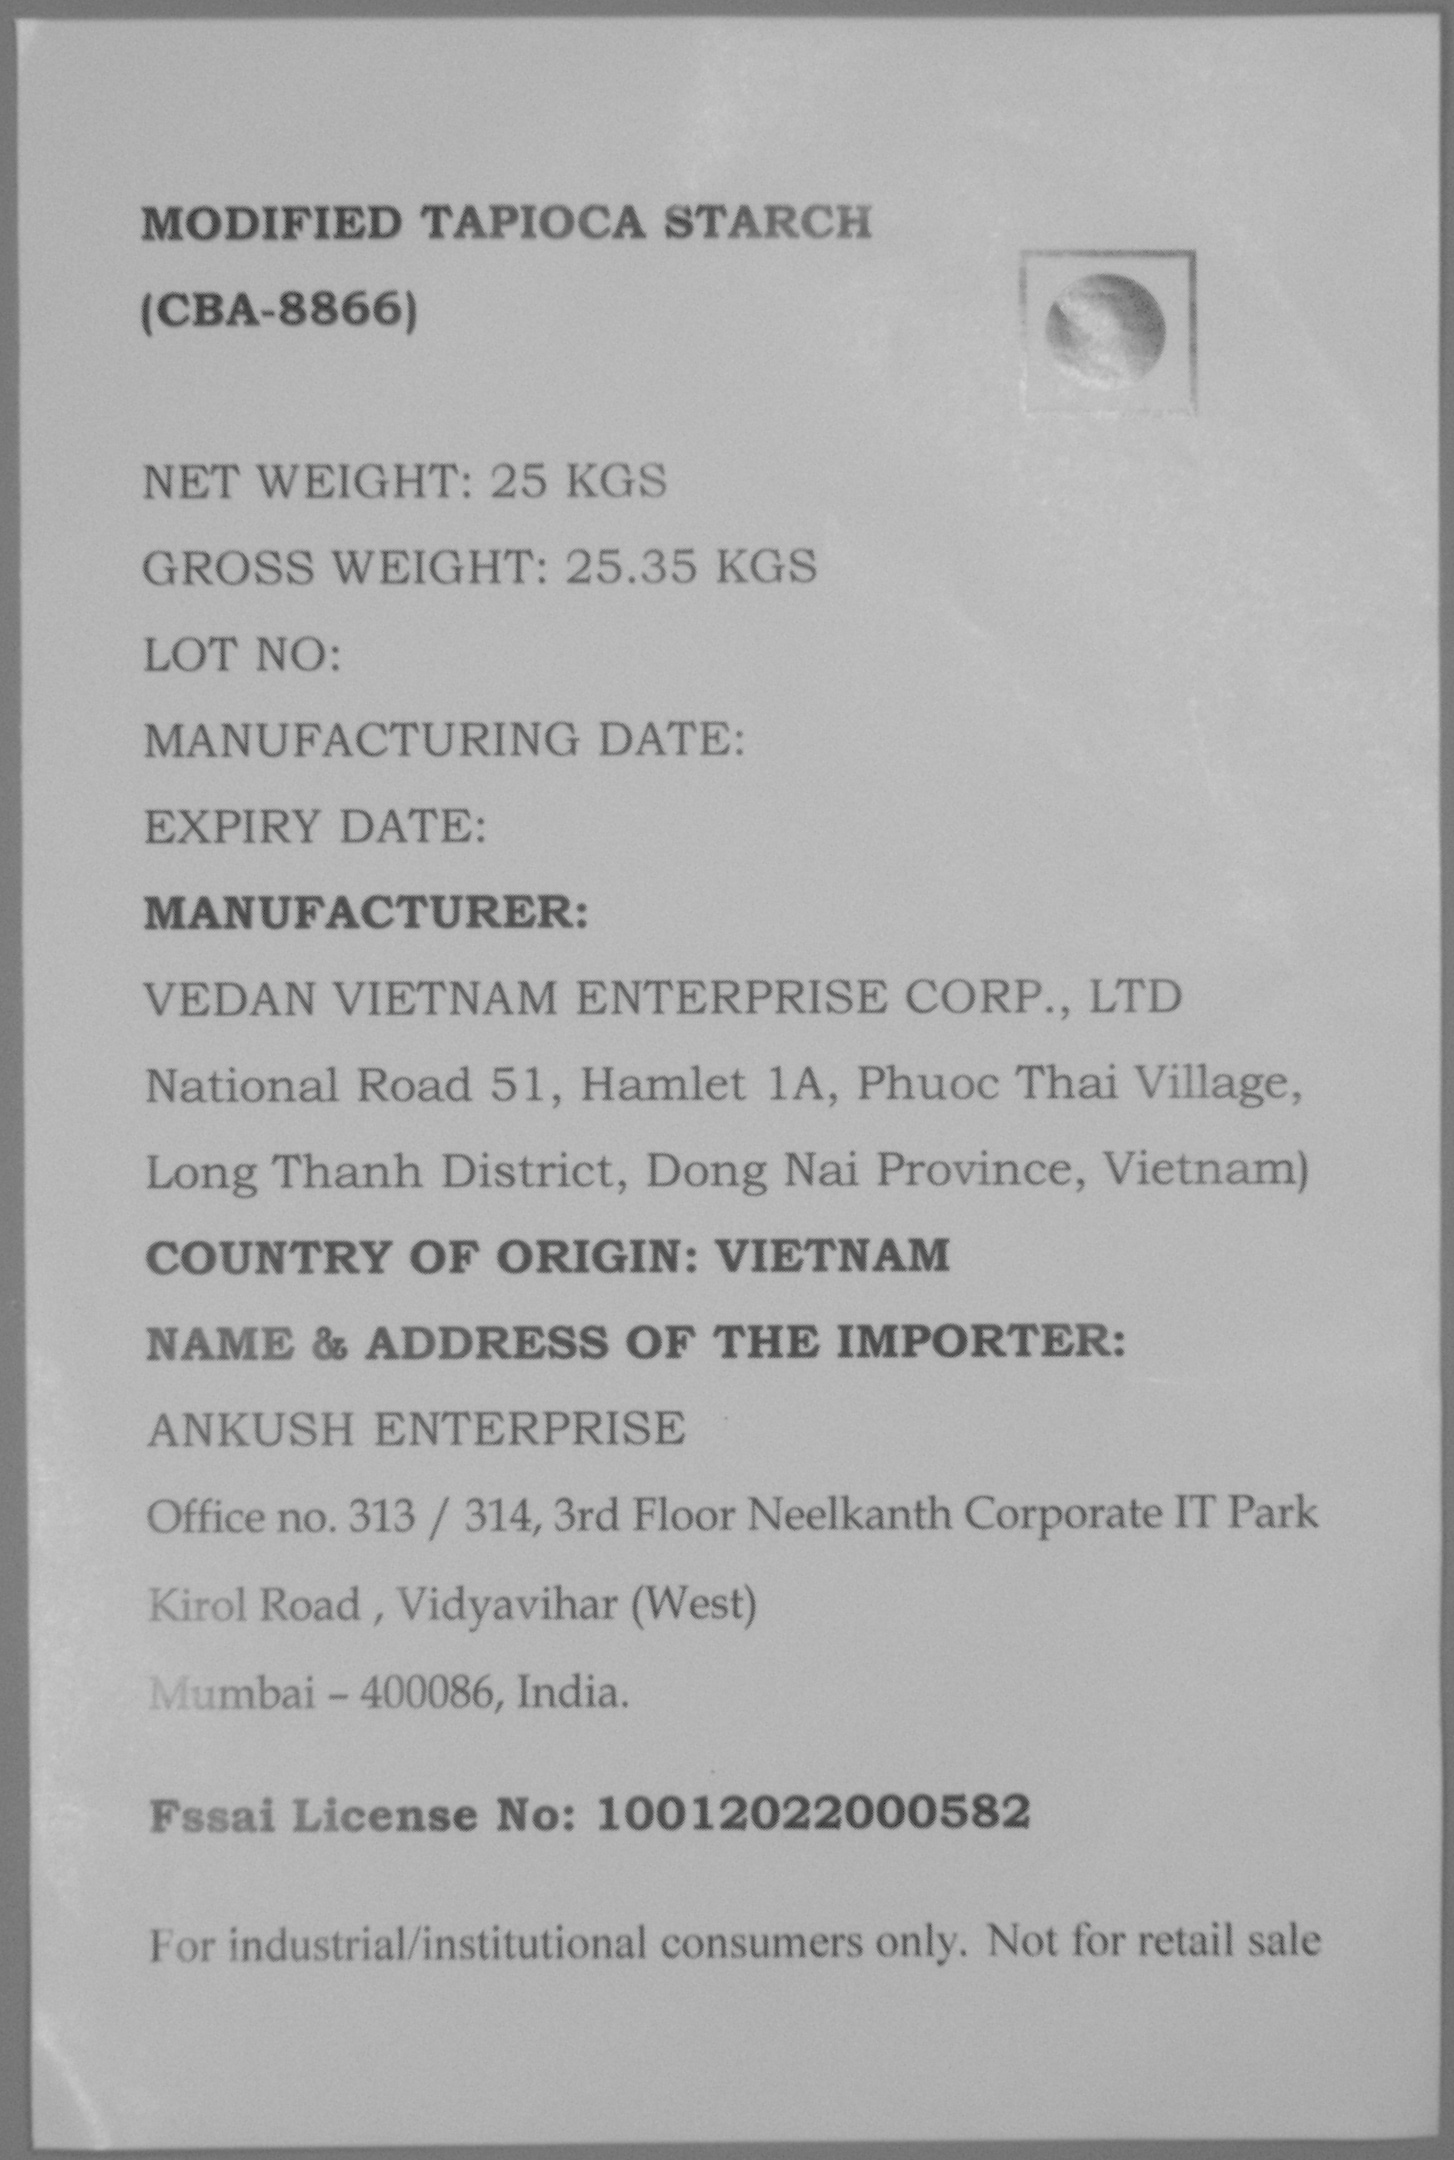 MODIFIED TAPIOCA STARCH
(CBA-8866)
NET WEIGHT: 25 KGS
GROSS WEIGHT: 25.35 KGS
LOT NO:
MANUFACTURING DATE:
EXPIRY DATE:
MANUFACTURER:
VEDAN VIETNAM ENTERPRISE CORP., LTD
National Road 51, Hamlet 1A, Phuoc Thai Village,
Long Thanh District, Dong Nai Province, Vietnam)
COUNTRY OF ORIGIN: VIETNAM
NAME & ADDRESS OF THE IMPORTER:
ANKUSH ENTERPRISE
Office no. 313 / 314, 3rd Floor Neelkanth Corporate IT Park
Kirol Road , Vidyavihar (West)
Mumbai – 400086, India.
Fssai License No: 10012022000582
For industrial/institutional consumers only. Not for retail sale